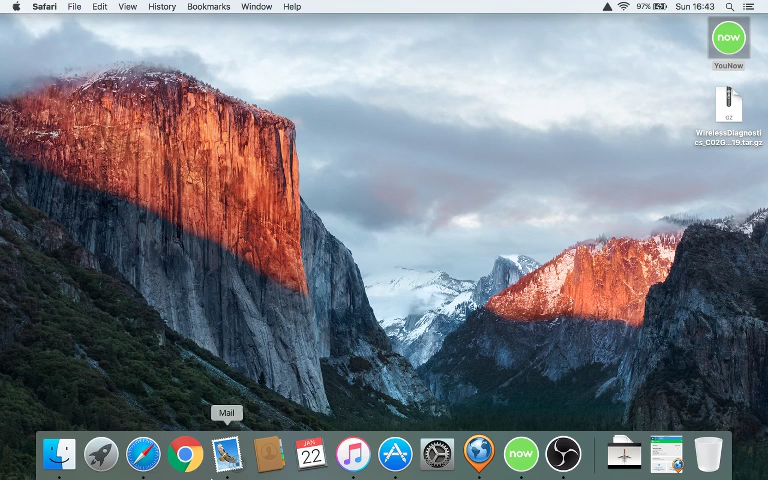 Safari File Edit View History Bookmarks Window Help 97% Sun 16:43
now
YouNow
GZ
WirelessDiagnosti
cs_C02G...19.tar.gz
Mail
JAN
22
now